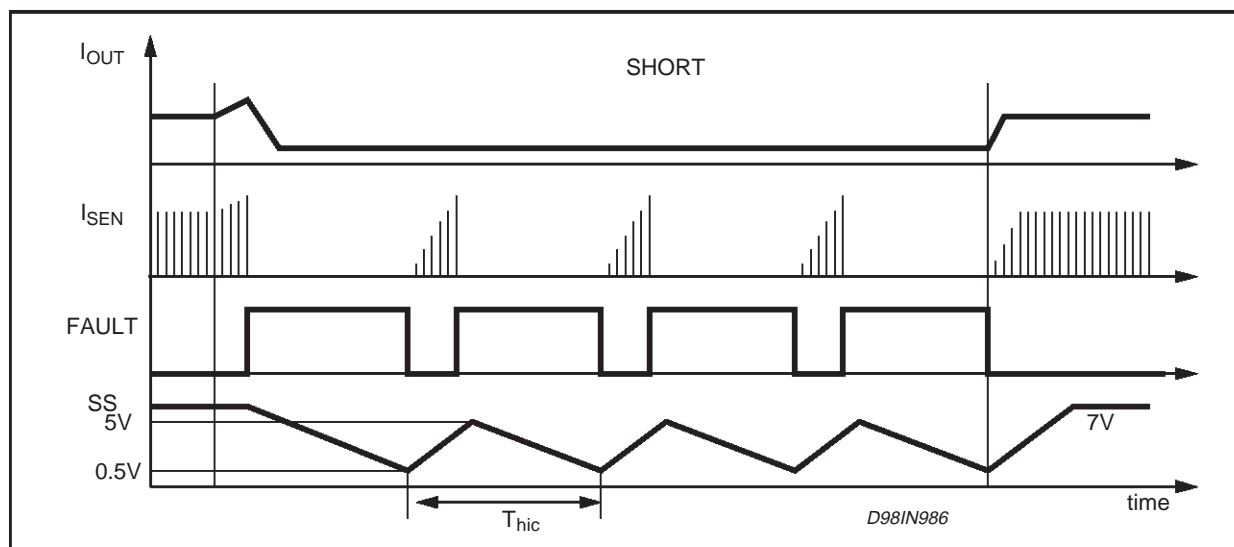 IOUT
SHORT
ISEN
FAULT
SS
5V
7V
0.5V
Thic
time
D98IN986